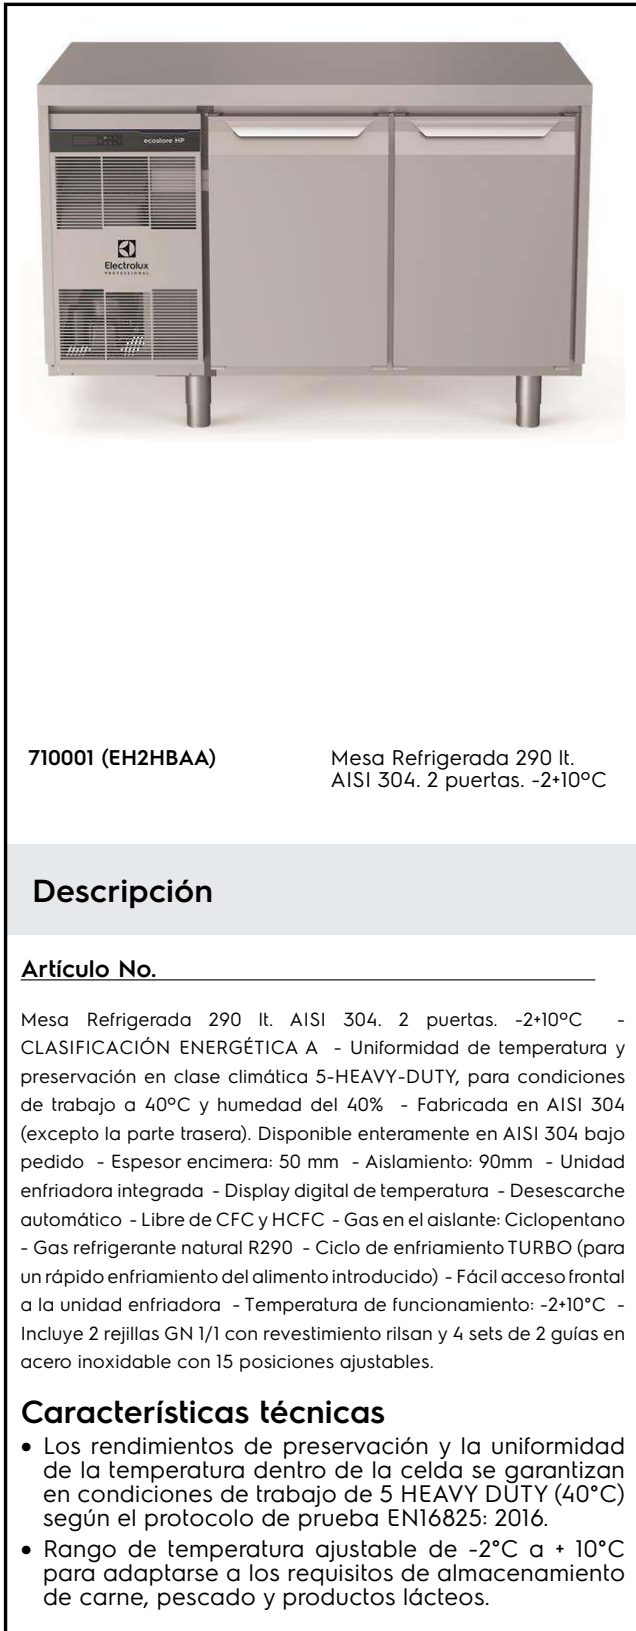 ecostore HP
Electrolux
PROFESSIONAL
710001 (EH2HBAA)
Mesa Refrigerada 290 lt.
AISI 304. 2 puertas. -2+10°C
Descripción
Artículo No.
Mesa Refrigerada 290 lt. AISI 304. 2 puertas. -2+10°C -
CLASIFICACIÓN ENERGÉTICA A - Uniformidad de temperatura y
preservación en clase climática 5-HEAVY-DUTY, para condiciones
de trabajo a 40°C y humedad del 40% - Fabricada en AISI 304
(excepto la parte trasera). Disponible enteramente en AISI 304 bajo
pedido - Espesor encimera: 50 mm - Aislamiento: 90mm - Unidad
enfriadora integrada - Display digital de temperatura - Desescarche
automático - Libre de CFC y HCFC - Gas en el aislante: Ciclopentano
- Gas refrigerante natural R290 - Ciclo de enfriamiento TURBO (para
un rápido enfriamiento del alimento introducido) - Fácil acceso frontal
a la unidad enfriadora - Temperatura de funcionamiento: -2+10°C -
Incluye 2 rejillas GN 1/1 con revestimiento rilsan y 4 sets de 2 guías en
acero inoxidable con 15 posiciones ajustables.
Características técnicas
• Los rendimientos de preservación y la uniformidad
de la temperatura dentro de la celda se garantizan
en condiciones de trabajo de 5 HEAVY DUTY (40°C)
según el protocolo de prueba EN16825: 2016.
• Rango de temperatura ajustable de -2°C a + 10°C
para adaptarse a los requisitos de almacenamiento
de carne, pescado y productos lácteos.